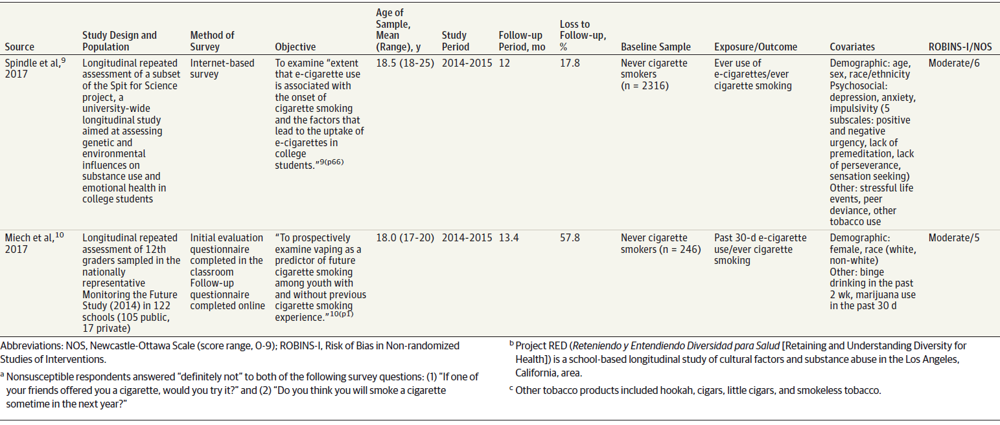 Source
Study Design and
Population
Method of
Survey
Objective
Age of
Sample,
Mean
(Range), y
Study
Period
Follow-up
Period, mo
Loss to
Follow-up,
%
Baseline Sample
Exposure/Outcome
Covariates
ROBINS-I/NOS
Spindle et al,9
2017
Longitudinal repeated
assessment of a subset
of the Spit for Science
project, a
university-wide
longitudinal study
aimed at assessing
genetic and
environmental
influences on
substance use and
emotional health in
college students
Internet-based
survey
To examine “extent
that e-cigarette use
is associated with
the onset of
cigarette smoking
and the factors that
lead to the uptake of
e-cigarettes in
college
students.”9(p66)
18.5 (18-25)
2014-2015
12
17.8
Never cigarette
smokers
(n = 2316)
Ever use of
e-cigarettes/ever
cigarette smoking
Demographic: age,
sex, race/ethnicity
Psychosocial:
depression, anxiety,
impulsivity (5
subscales: positive
and negative
urgency, lack of
premeditation, lack
of perseverance,
sensation seeking)
Other: stressful life
events, peer
deviance, other
tobacco use
Moderate/6
Miech et al,10
2017
Longitudinal repeated
assessment of 12th
graders sampled in the
nationally
representative
Monitoring the Future
Study (2014) in 122
schools (105 public,
17 private)
Initial evaluation
questionnaire
completed in the
classroom
Follow-up
questionnaire
completed online
“To prospectively
examine vaping as a
predictor of future
cigarette smoking
among youth with
and without previous
cigarette smoking
experience.”10(p1)
18.0 (17-20)
2014-2015
13.4
57.8
Never cigarette
smokers (n = 246)
Past 30-d e-cigarette
use/ever cigarette
smoking
Demographic:
female, race (white,
non-white)
Other: binge
drinking in the past
2 wk, marijuana use
in the past 30 d
Moderate/5
Abbreviations: NOS, Newcastle-Ottawa Scale (score range, 0-9); ROBINS-I, Risk of Bias in Non-randomized
Studies of Interventions.
a Nonsusceptible respondents answered “definitely not” to both of the following survey questions: (1) “If one of
your friends offered you a cigarette, would you try it?” and (2) “Do you think you will smoke a cigarette
sometime in the next year?”
b Project RED (Reteniendo y Entendiendo Diversidad para Salud [Retaining and Understanding Diversity for
Health]) is a school-based longitudinal study of cultural factors and substance abuse in the Los Angeles,
California, area.
c Other tobacco products included hookah, cigars, little cigars, and smokeless tobacco.